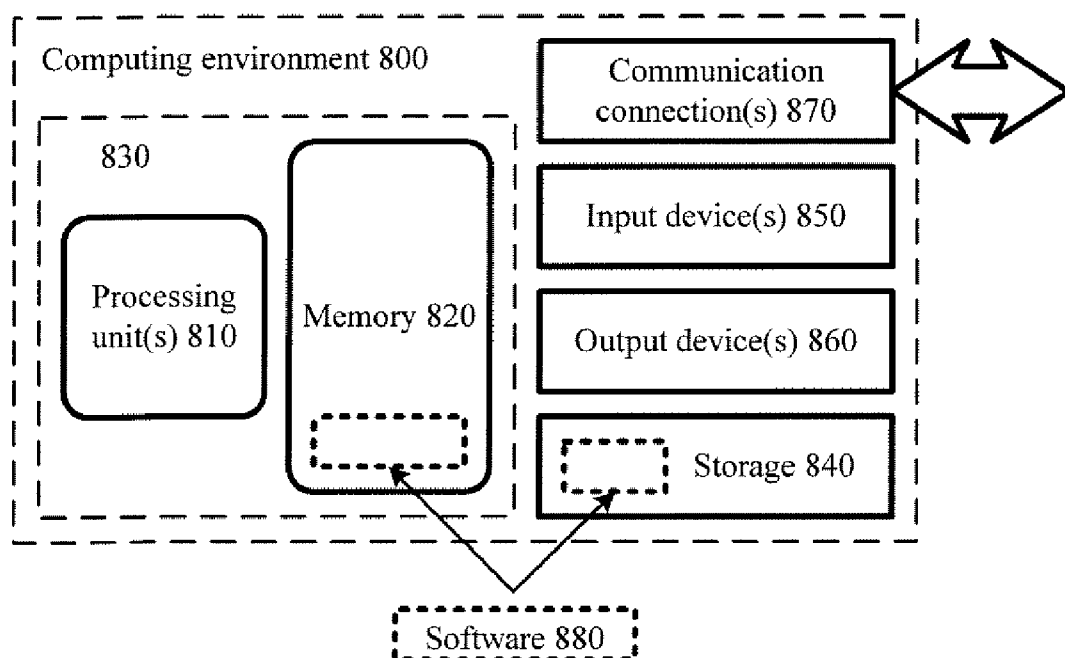 Computing environment 800
Communication
connection(s) 870
830
Processing
unit(s) 810
Memory 820
Input device(s) 850
Output device(s) 860
Storage 840
Software 880